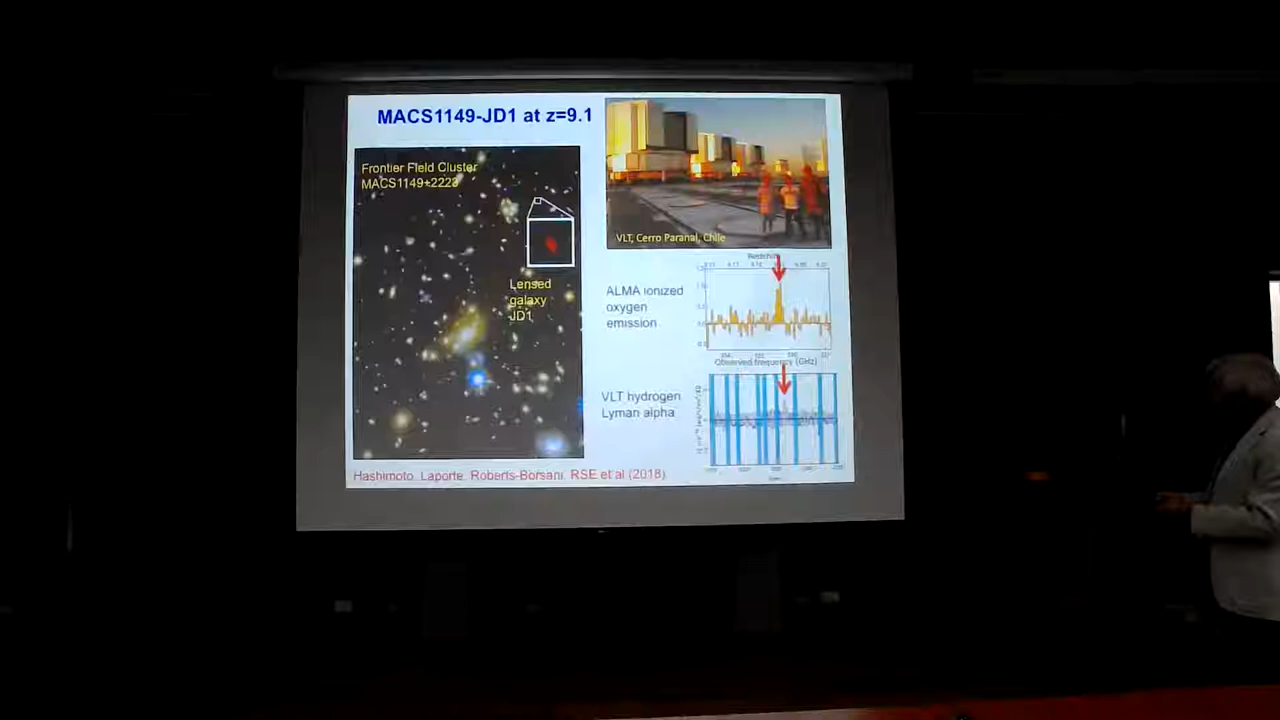 MACS1149-JD1 at z=9.1
Frontier Field Cluster
MACS1149+2223
Lensed
galaxy
JD1
VLT, Cerro Paranal, Chile
Redshift
ALMA ionized
oxygen
emission
Observed frequency (GHz)
VLT hydrogen
Lyman alpha
Hashimoto, Laporte, Roberts-Borsani, RSE et al (2018)